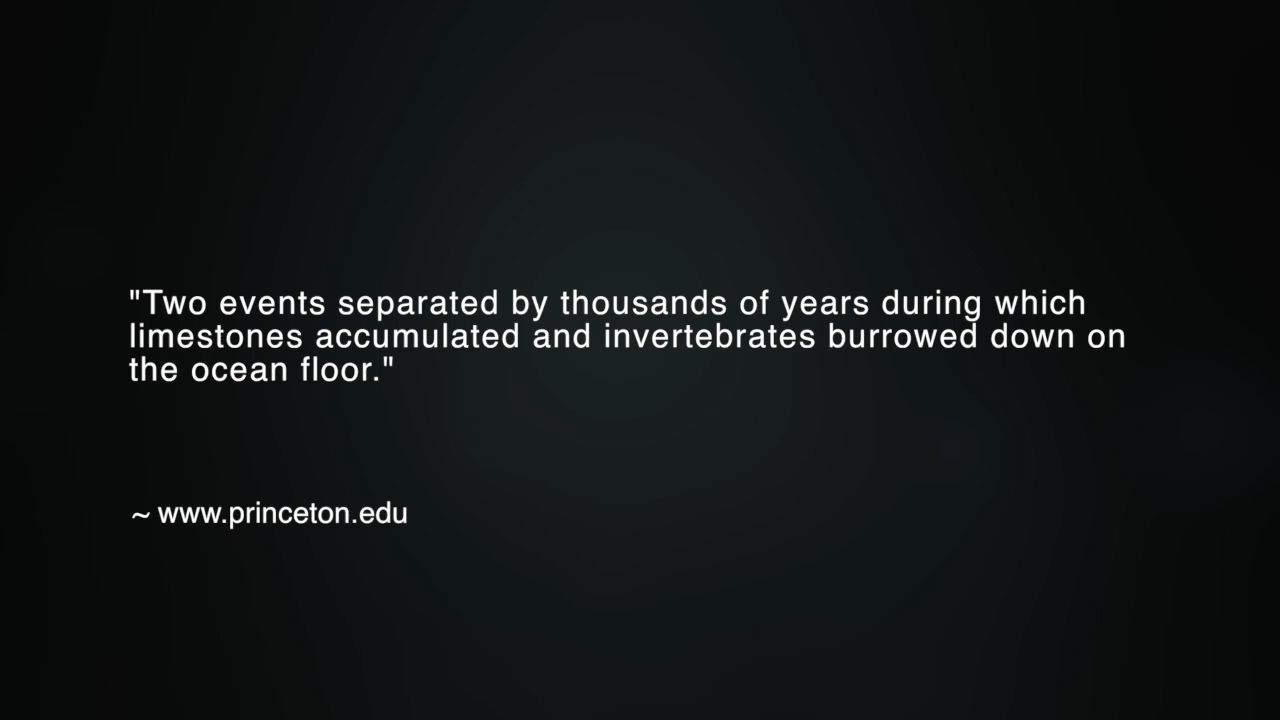 "Two events separated by thousands of years during which
limestones accumulated and invertebrates burrowed down on
the ocean floor."
~ www.princeton.edu